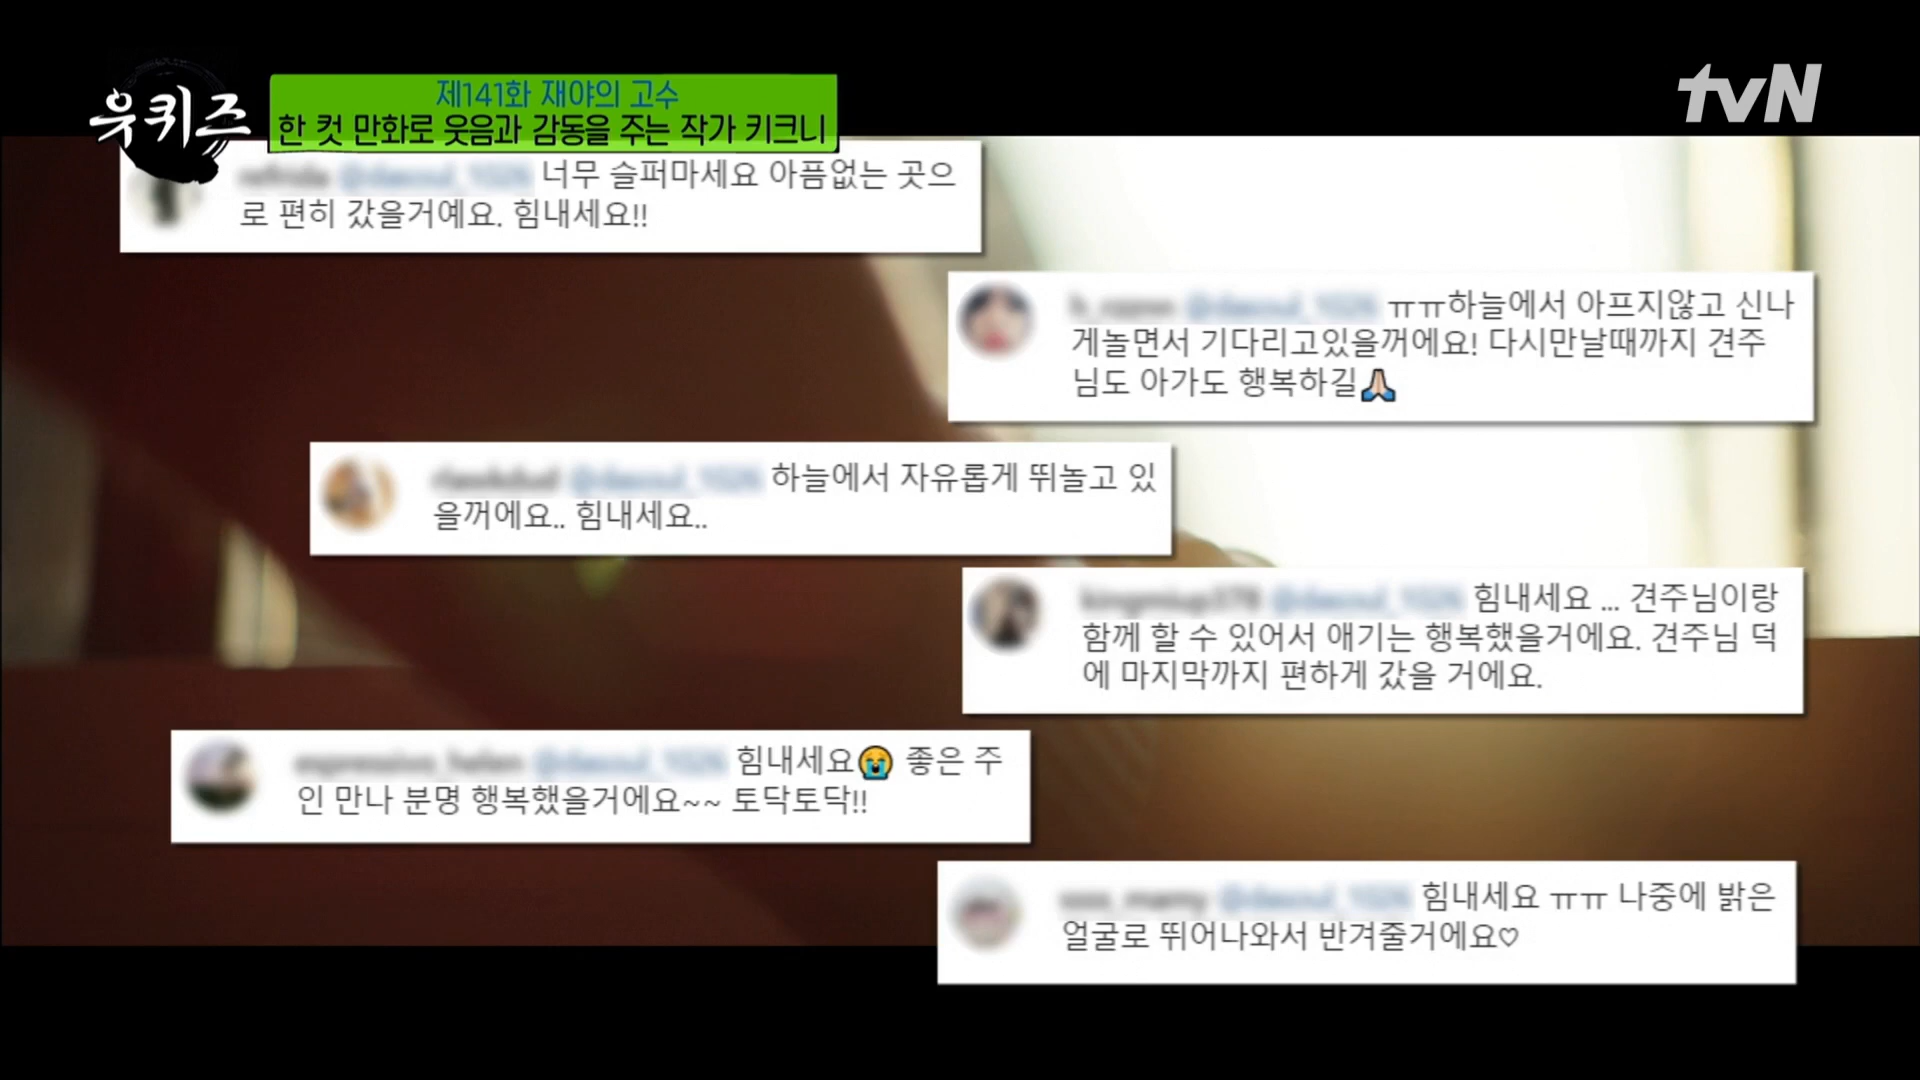 유퀴즈
제141화 재야의 고수
한 컷 만화로 웃음과 감동을 주는 작가 키크니
tvN
너무 슬퍼마세요 아픔없는 곳으
로 편히 갔을거예요. 힘내세요!!
ㅠㅠ하늘에서 아프지않고 신나
게놀면서 기다리고있을꺼에요! 다시만날때까지 견주
님도 아가도 행복하길🙏🏻
하늘에서 자유롭게 뛰놀고 있
을꺼에요.. 힘내세요..
힘내세요 ... 견주님이랑
함께 할 수 있어서 애기는 행복했을거에요. 견주님 덕
에 마지막까지 편하게 갔을 거에요.
힘내세요😭 좋은 주
인 만나 분명 행복했을거에요~~ 토닥토닥!!
힘내세요 ㅠㅠ 나중에 밝은
얼굴로 뛰어나와서 반겨줄거에요♡